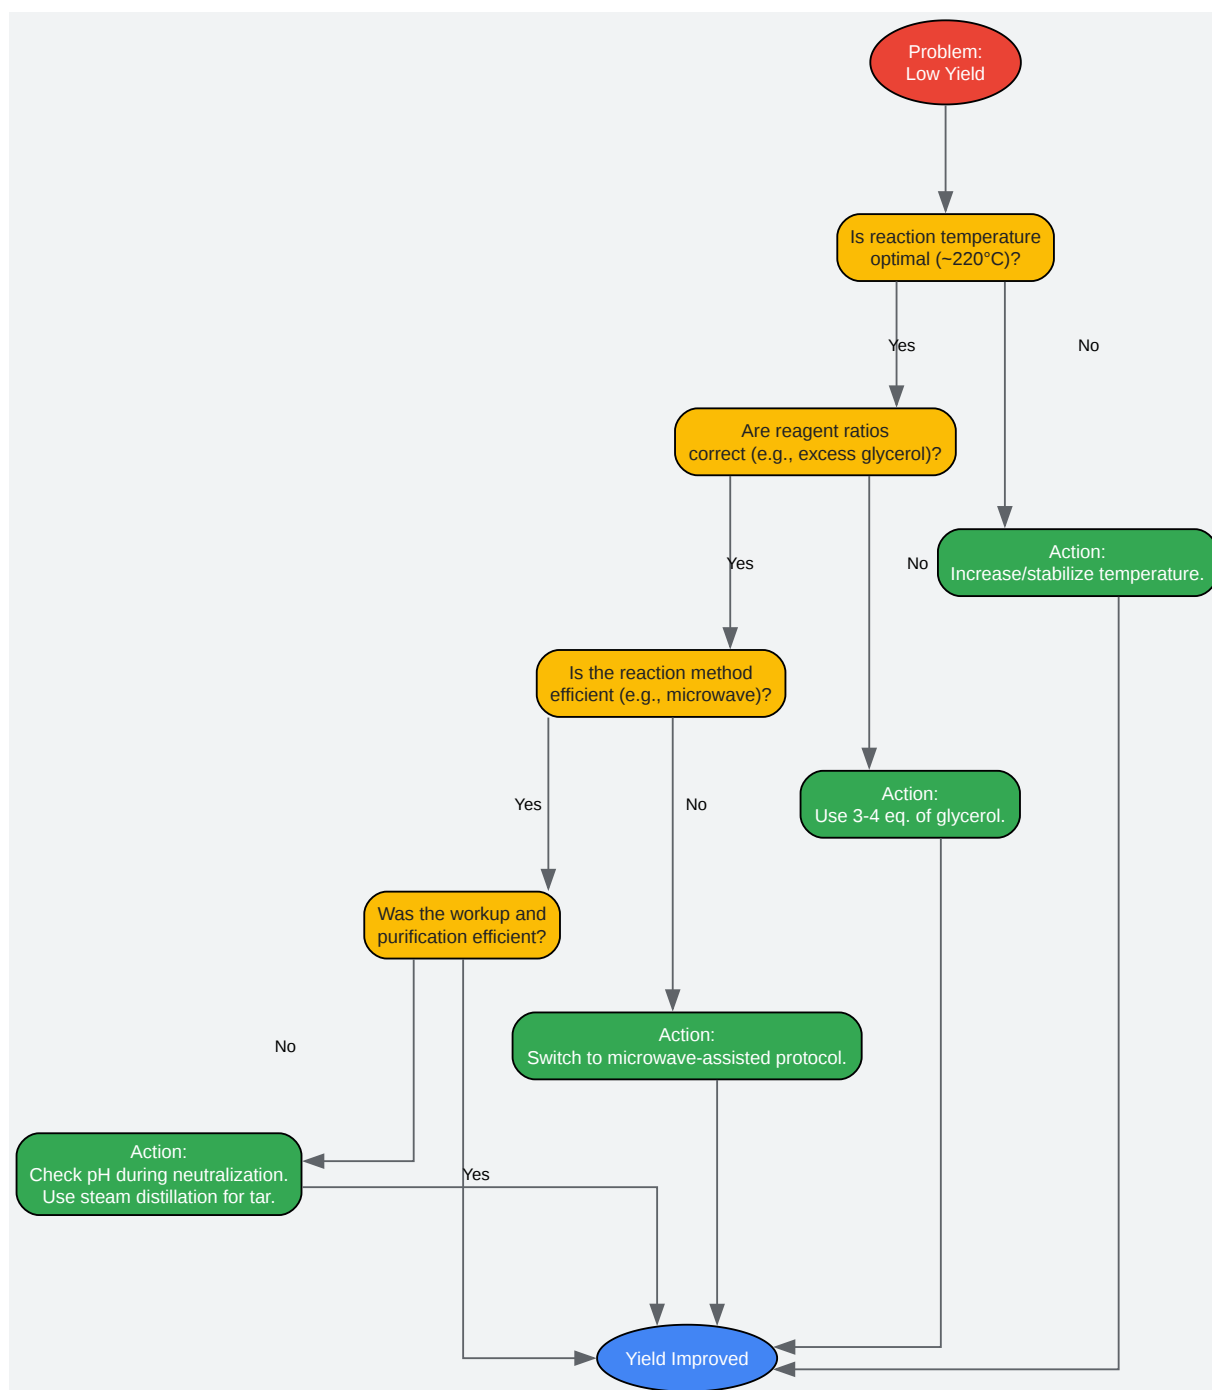 Problem:
Low Yield
Is reaction temperature
optimal (~220°C)?
Yes
No
Are reagent ratios
correct (e.g., excess glycerol)?
Yes
No
Action:
Increase/stabilize temperature.
Is the reaction method
efficient (e.g., microwave)?
Yes
No
Action:
Use 3-4 eq. of glycerol.
Was the workup and
purification efficient?
No
Action:
Switch to microwave-assisted protocol.
Action:
Check pH during neutralization.
Use steam distillation for tar.
Yes
Yield Improved